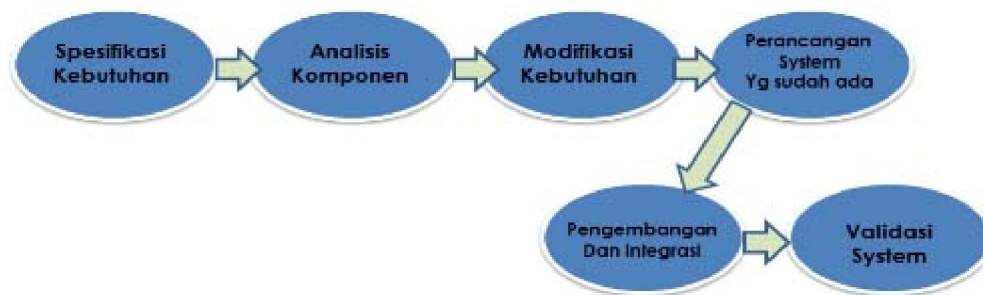 Spesifikasi
Kebutuhan
Analisis
Komponen
Modifikasi
Kebutuhan
Perancangan
System
Yg sudah ada
Pengembangan
Dan Integrasi
Validasi
System